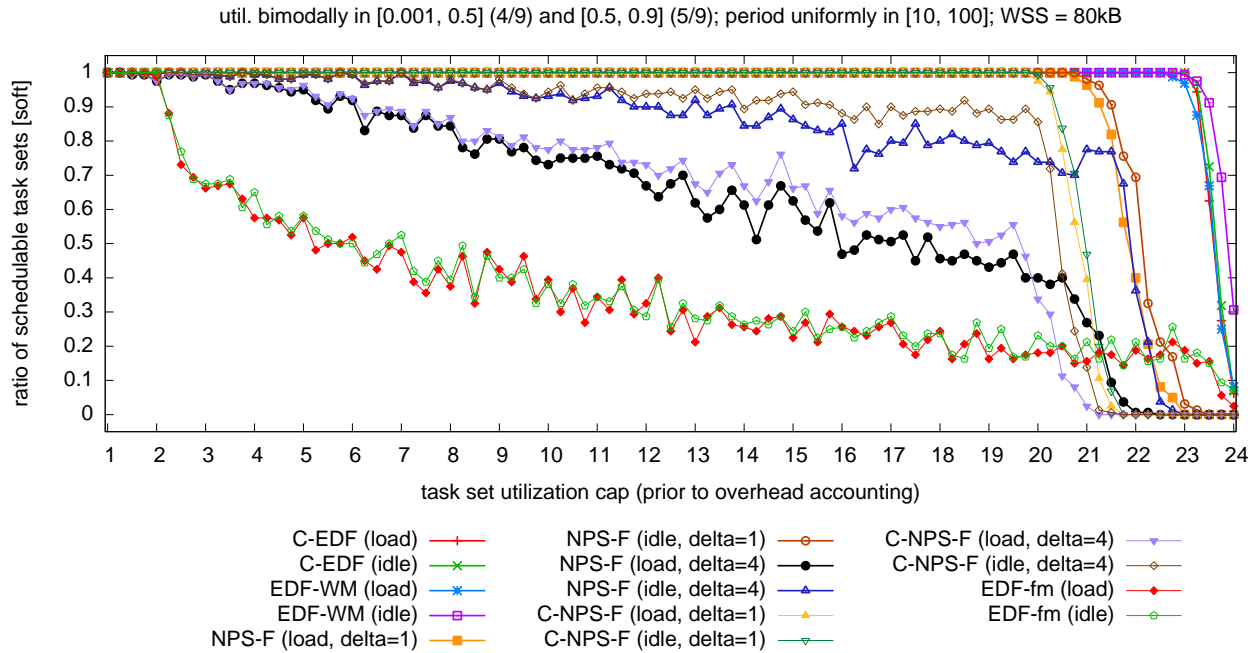 util. bimodally in [0.001, 0.5] (4/9) and [0.5, 0.9] (5/9); period uniformly in [10, 100]; WSS = 80kB
ratio of schedulable task sets [soft]
1
0.9
0.8
0.7
0.6
0.5
0.4
0.3
0.2
0.1
0
1 2 3 4 5 6 7 8 9 10 11 12 13 14 15 16 17 18 19 20 21 22 23 24
task set utilization cap (prior to overhead accounting)
C-EDF (load)
C-EDF (idle)
EDF-WM (load)
EDF-WM (idle)
NPS-F (load, delta=1)
NPS-F (idle, delta=1)
NPS-F (load, delta=4)
NPS-F (idle, delta=4)
C-NPS-F (load, delta=1)
C-NPS-F (idle, delta=1)
C-NPS-F (load, delta=4)
C-NPS-F (idle, delta=4)
EDF-fm (load)
EDF-fm (idle)